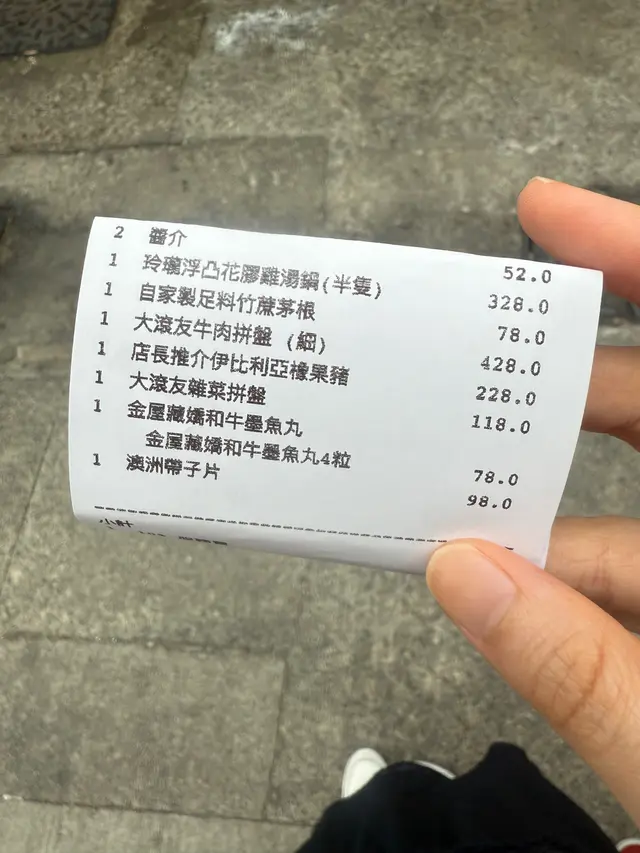 2 醬介 52.0
1 玲瓏浮凸花膠雞湯鍋(半隻) 328.0
1 自家製足料竹蔗茅根 78.0
1 大滾友牛肉拼盤 (細) 428.0
1 店長推介伊比利亞橡果豬 228.0
1 大滾友雜菜拼盤 118.0
1 金屋藏嬌和牛墨魚丸
金屋藏嬌和牛墨魚丸4粒 78.0
1 澳洲帶子片 98.0
小計